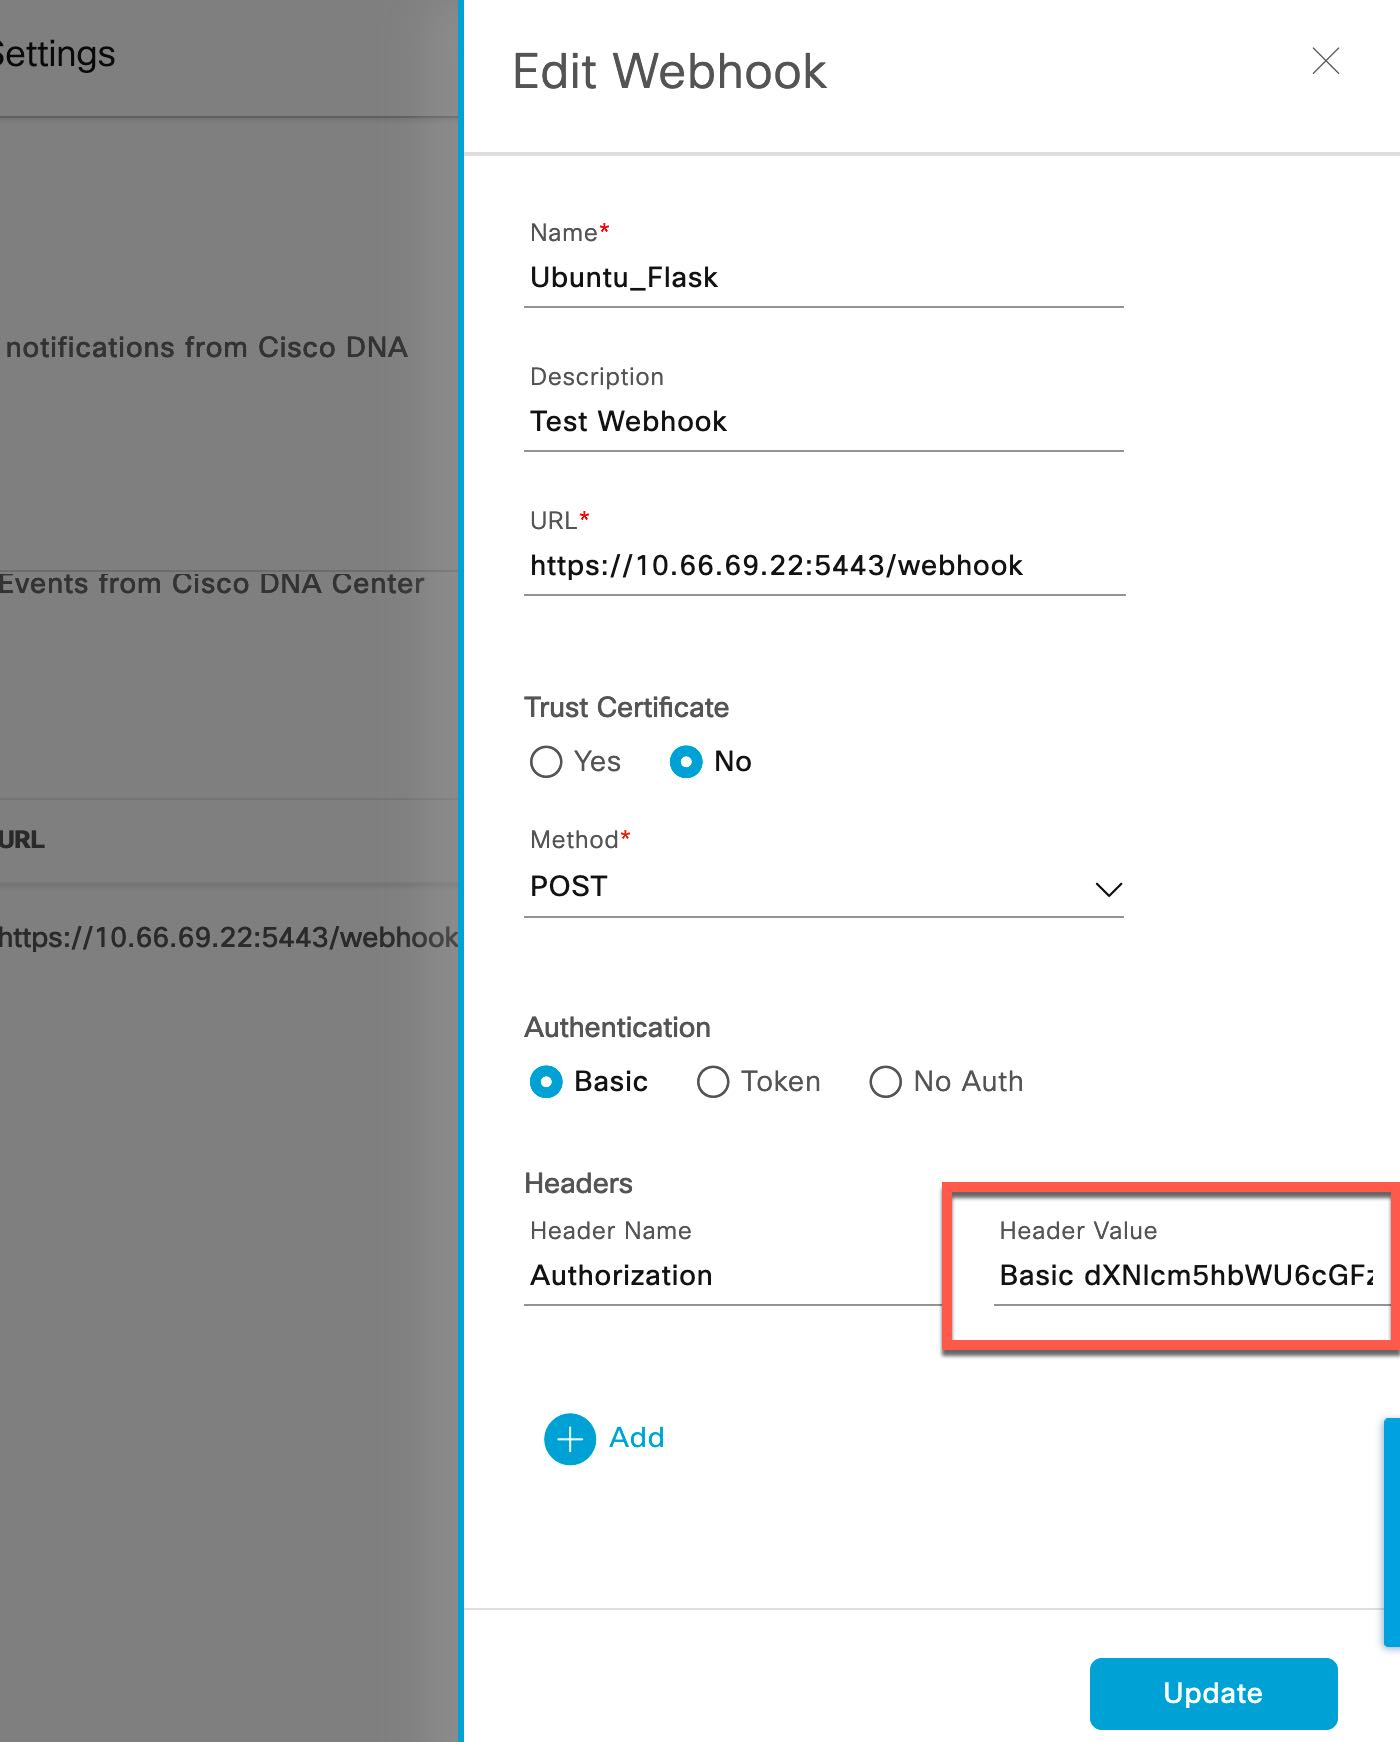 Settings
notifications from Cisco DNA
Events from Cisco DNA Center
URL
https://10.66.69.22:5443/webhook
Edit Webhook
Name*
Ubuntu_Flask
Description
Test Webhook
URL*
https://10.66.69.22:5443/webhook
Trust Certificate
Yes No
Method*
POST
Authentication
Basic Token No Auth
Headers
Header Name Header Value
Authorization Basic dXNlcm5hbWU6cGFz
Add
Update